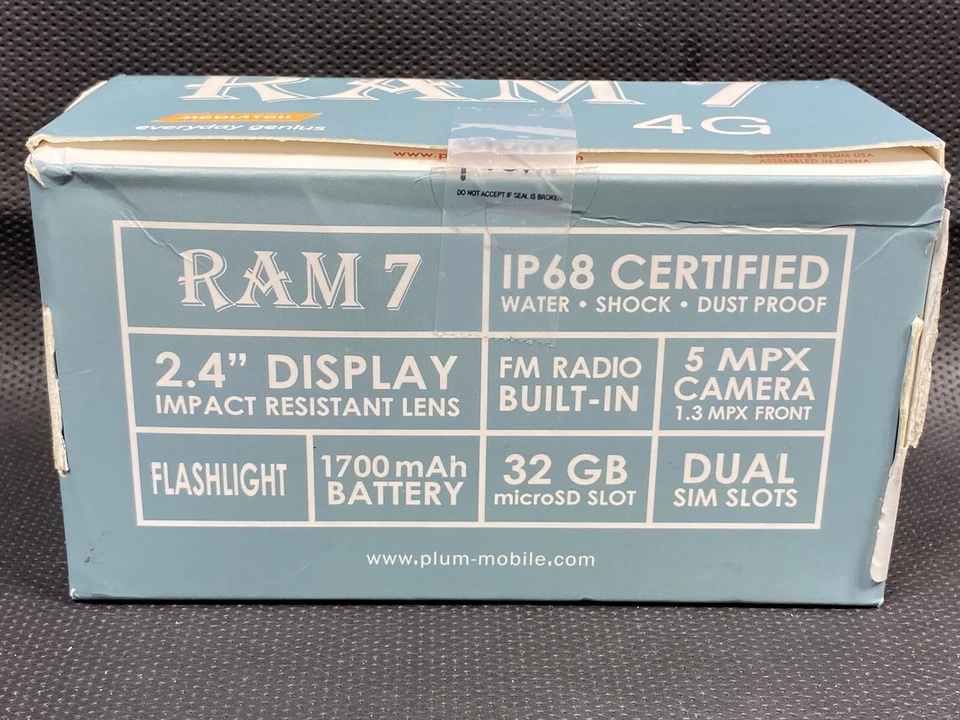 RAM 7
MEDIATEK
everyday genius
4G
DESIGNED BY PLUM USA
ASSEMBLED IN CHINA
DO NOT ACCEPT IF SEAL IS BROKEN
RAM 7
IP68 CERTIFIED
WATER • SHOCK • DUST PROOF
2.4” DISPLAY
IMPACT RESISTANT LENS
FM RADIO
BUILT-IN
5 MPX
CAMERA
1.3 MPX FRONT
FLASHLIGHT
1700 mAh
BATTERY
32 GB
microSD SLOT
DUAL
SIM SLOTS
www.plum-mobile.com